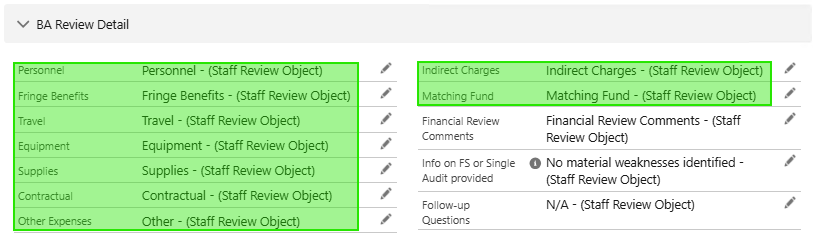 BA Review Detail
Personnel Personnel - (Staff Review Object)
Fringe Benefits Fringe Benefits - (Staff Review Object)
Travel Travel - (Staff Review Object)
Equipment Equipment - (Staff Review Object)
Supplies Supplies - (Staff Review Object)
Contractual Contractual - (Staff Review Object)
Other Expenses Other - (Staff Review Object)
Indirect Charges Indirect Charges - (Staff Review Object)
Matching Fund Matching Fund - (Staff Review Object)
Financial Review Financial Review Comments - (Staff
Comments Review Object)
Info on FS or Single No material weaknesses identified -
Audit provided (Staff Review Object)
Follow-up N/A - (Staff Review Object)
Questions